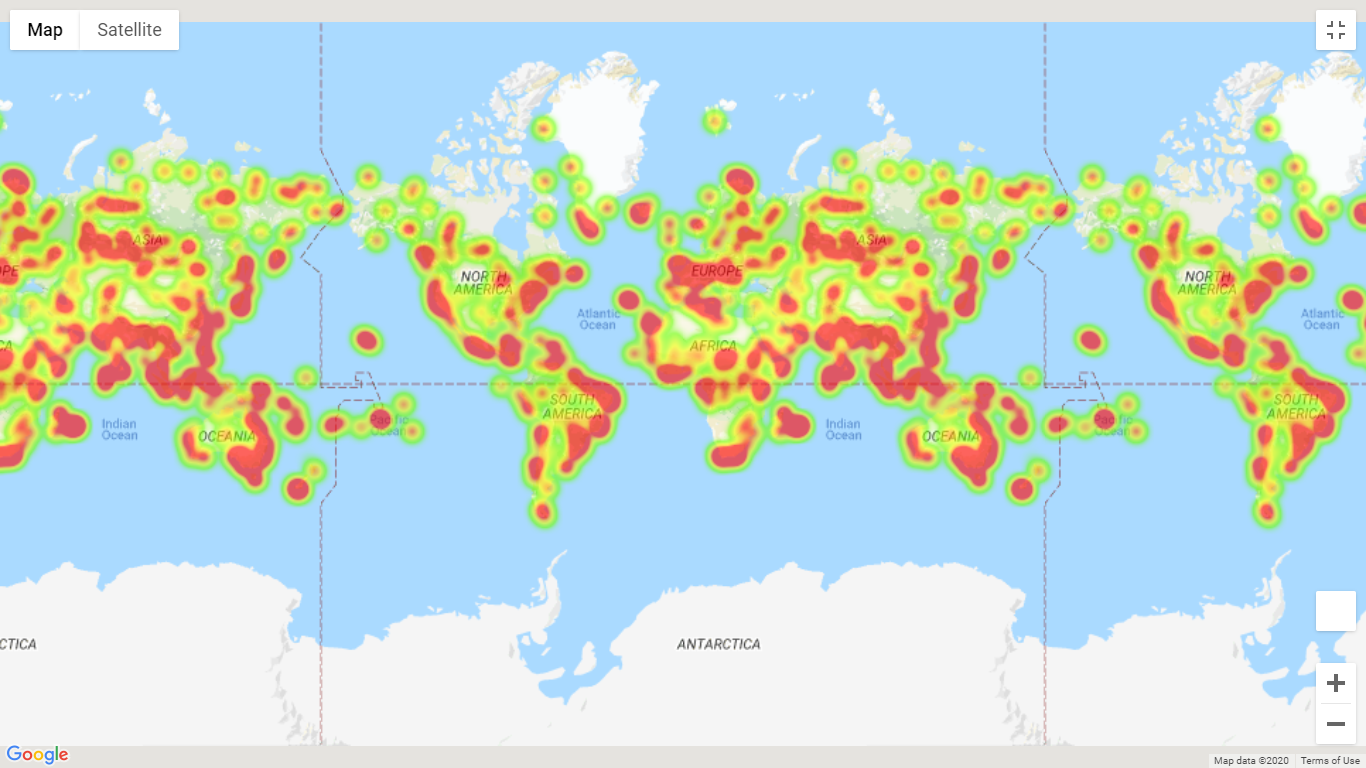 Map Satellite
ASIA
OPE
NORTH
AMERICA
EUROPE
ASIA
NORTH
AMERICA
Atlantic
Ocean
Atlantic
Ocean
CA
AFRICA
SOUTH
AMERICA
SOUTH
AMERICA
Indian
Ocean
OCEANIA
Pacific
Ocean
Indian
Ocean
OCEANIA
Pacific
Ocean
CTICA
ANTARCTICA
Google
Map data ©2020 Terms of Use